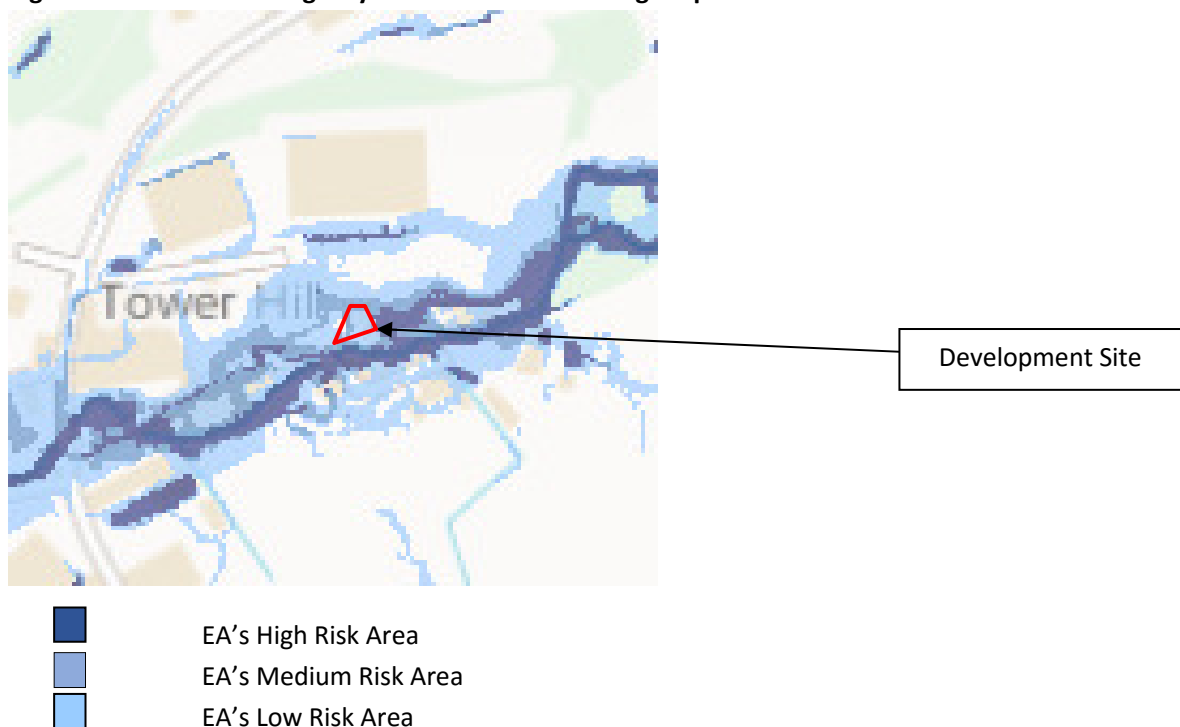 Tower Hill
Development Site
EA's High Risk Area
EA's Medium Risk Area
EA's Low Risk Area